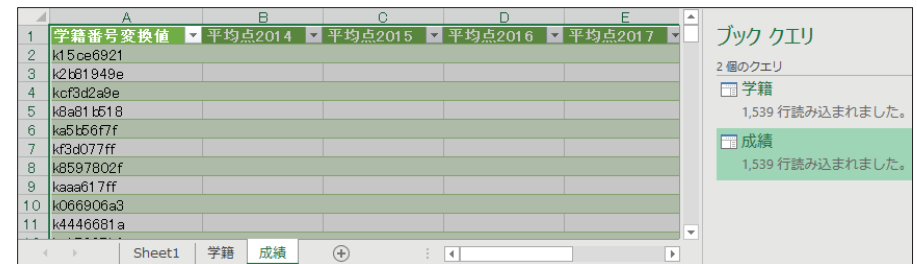 A B C D E
1 学籍番号変換値 平均点2014 平均点2015 平均点2016 平均点2017
2 k15ce6921
3 k2b81949e
4 kcf3d2a9e
5 k8a81b518
6 ka5b56f7f
7 kf3d077ff
8 k8597802f
9 kaaa617ff
10 k066906a3
11 k4446681a
Sheet1 学籍 成績
ブック クエリ
2 個のクエリ
学籍
1,539 行読み込まれました。
成績
1,539 行読み込まれました。